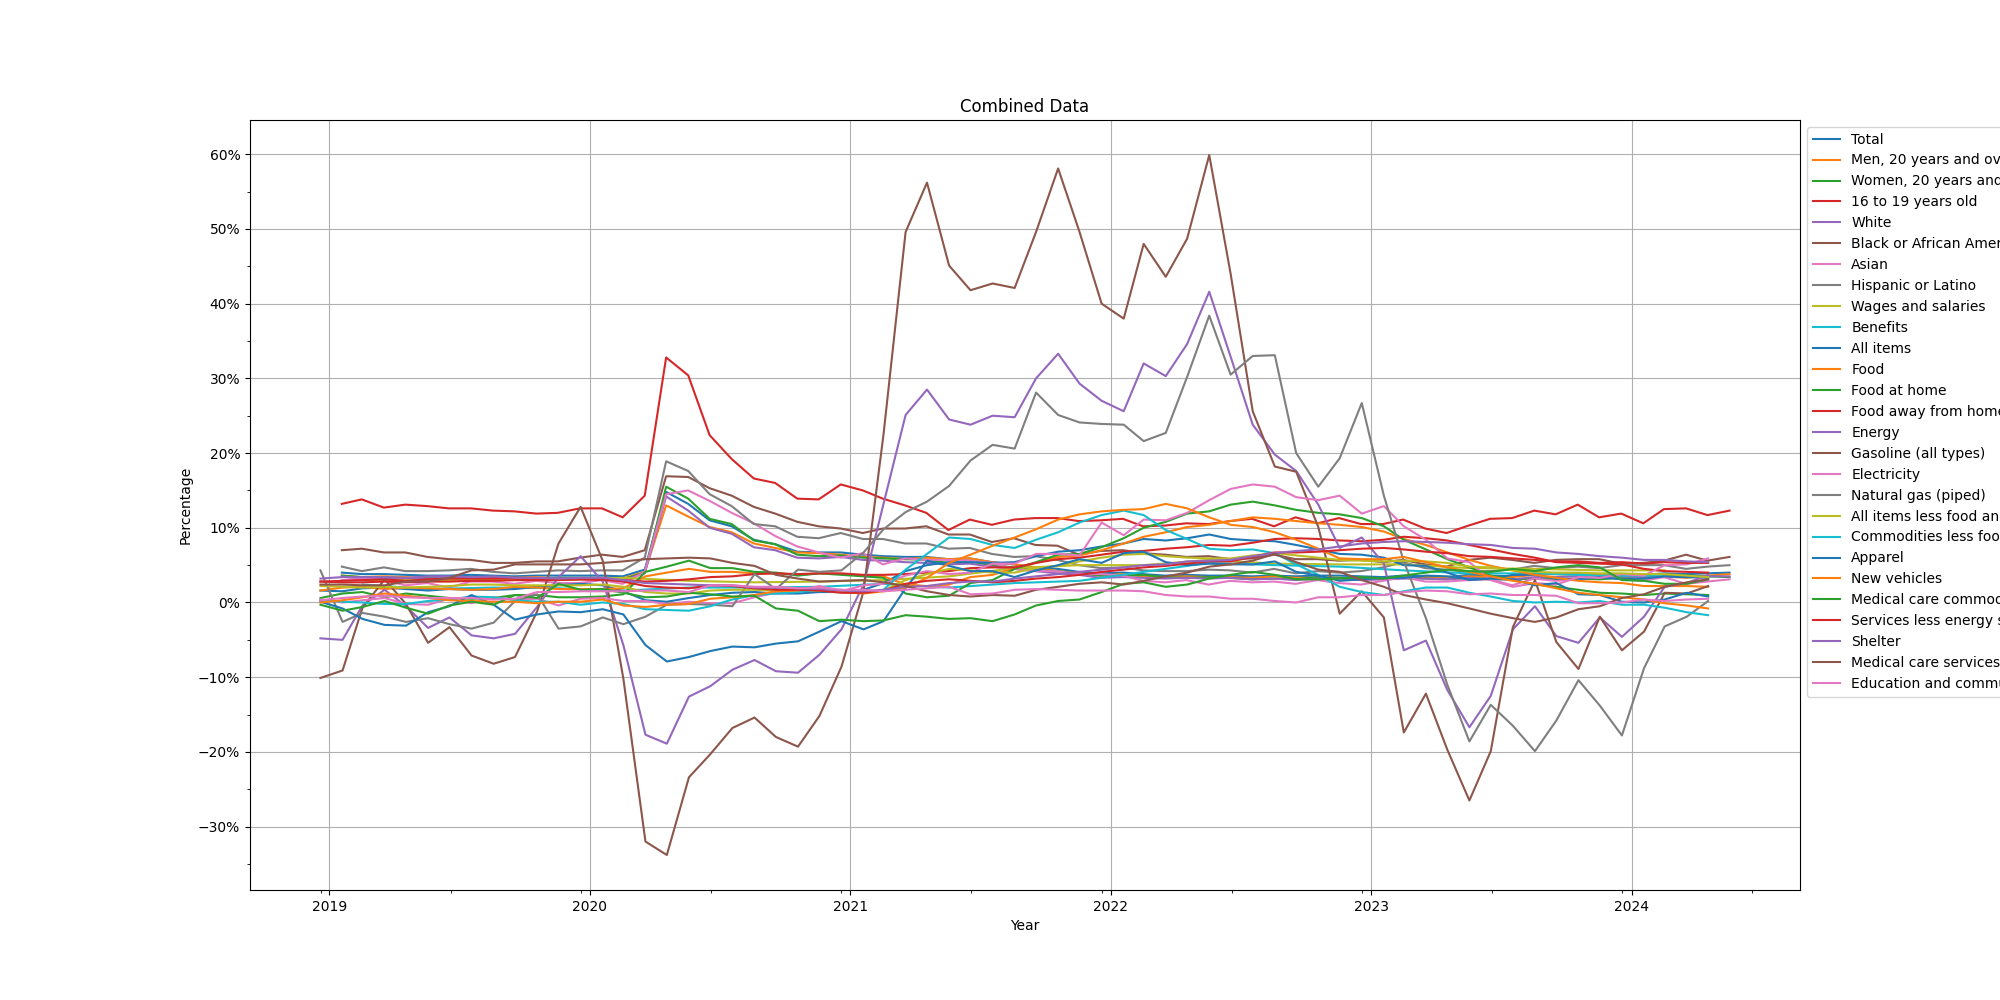 Combined Data
60%
50%
40%
30%
20%
10%
0%
−10%
−20%
−30%
Percentage
2019
2020
2021
2022
2023
2024
Year
Total
Men, 20 years and ov
Women, 20 years and
16 to 19 years old
White
Black or African Amer
Asian
Hispanic or Latino
Wages and salaries
Benefits
All items
Food
Food at home
Food away from home
Energy
Gasoline (all types)
Electricity
Natural gas (piped)
All items less food an
Commodities less foo
Apparel
New vehicles
Medical care commod
Services less energy s
Shelter
Medical care services
Education and commu